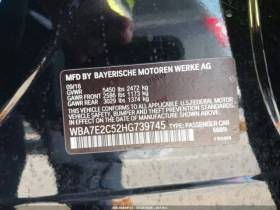 MFD. BY BAYERISCHE MOTOREN WERKE AG
09/16
GVWR 5450 lbs 2472 kg
GAWR FRONT 2586 lbs 1173 kg
GAWR REAR 3029 lbs 1374 kg
THIS VEHICLE CONFORMS TO ALL APPLICABLE U.S. FEDERAL MOTOR
VEHICLE SAFETY, BUMPER AND THEFT PREVENTION STANDARDS
IN EFFECT ON THE DATE OF MANUFACTURE SHOWN ABOVE.
WBA7E2C52HG739745 TYPE: PASSENGER CAR